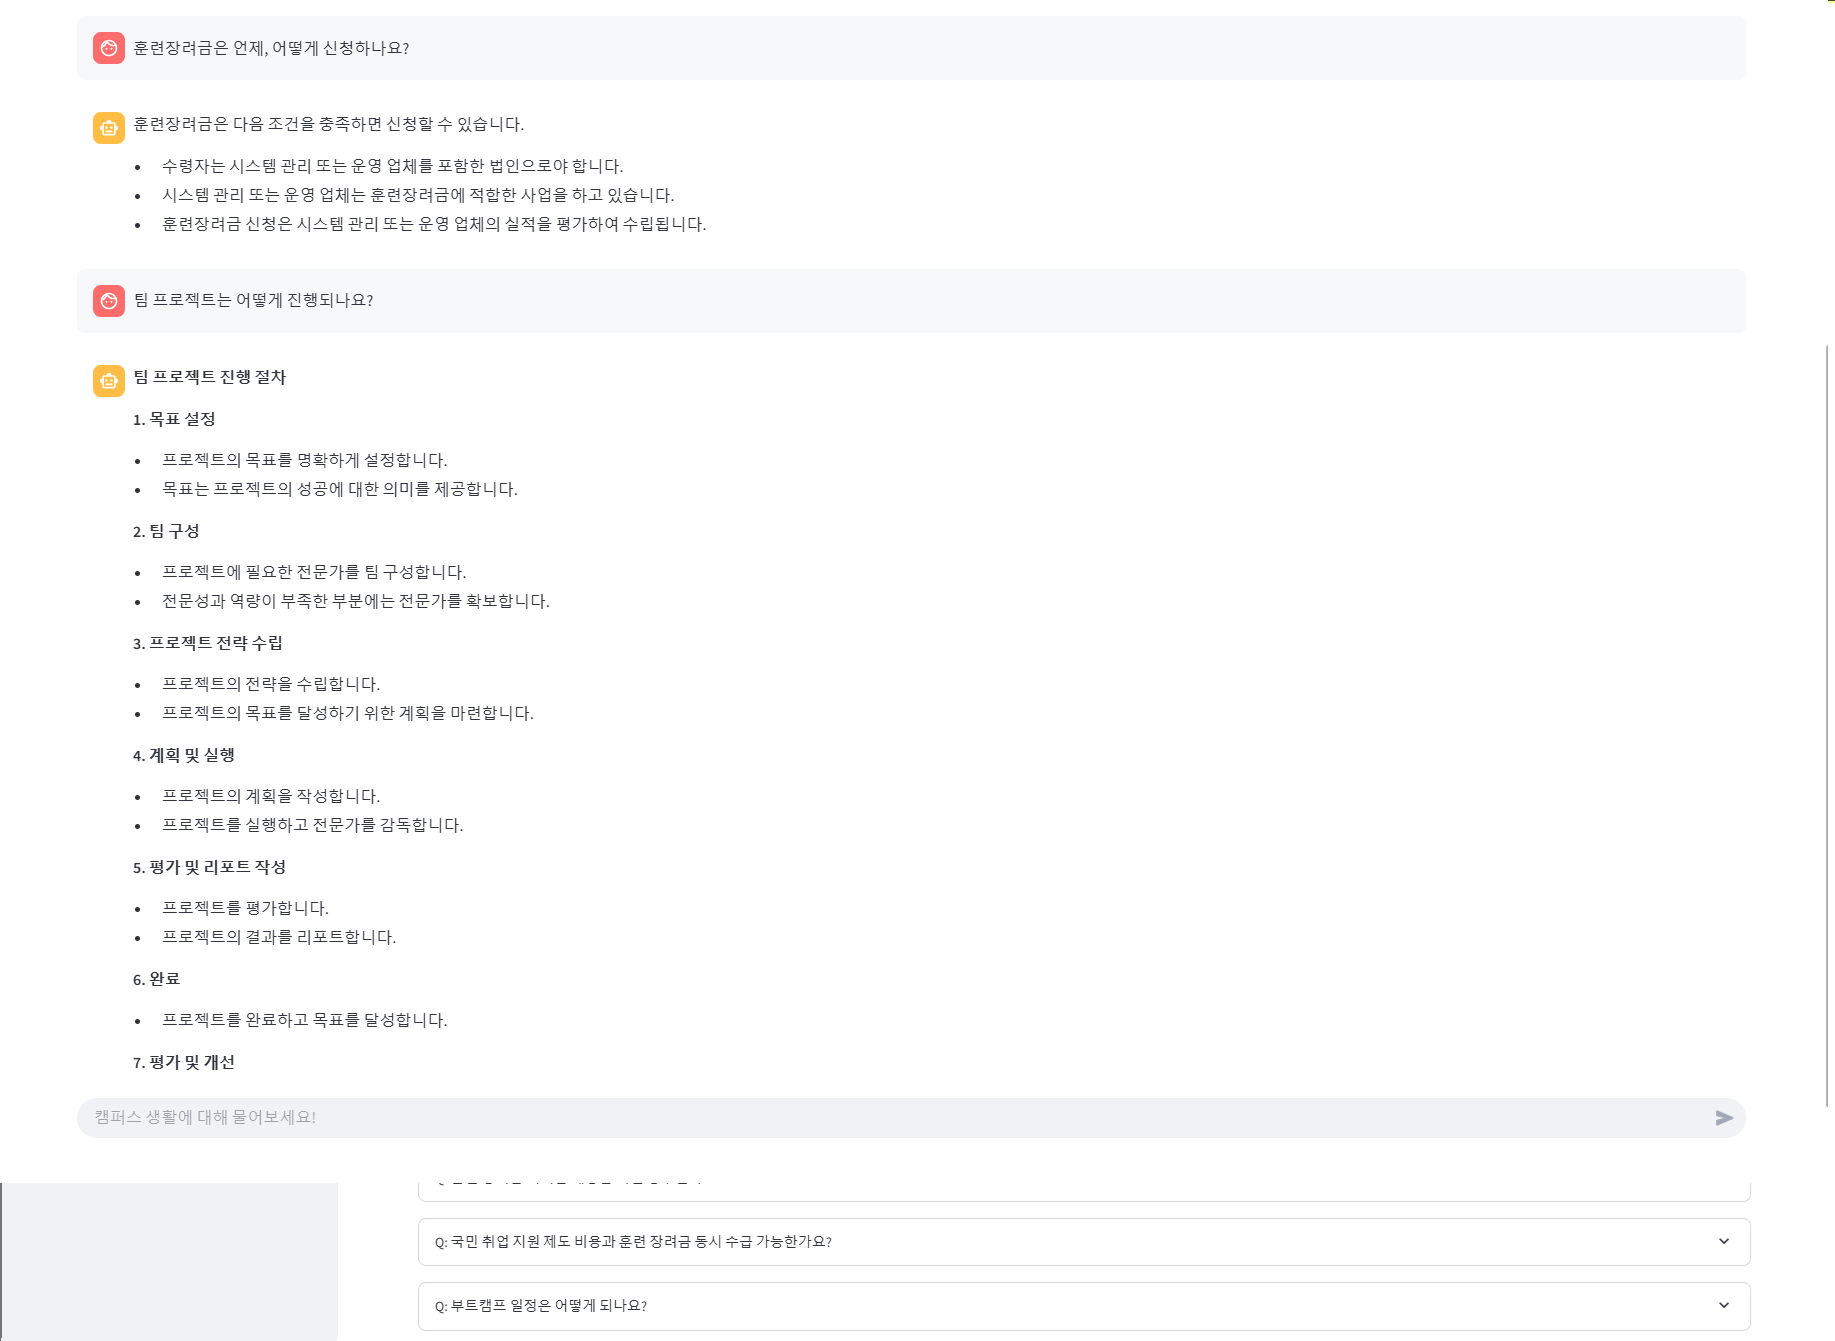 훈련장려금은 언제, 어떻게 신청하나요?
훈련장려금은 다음 조건을 충족하면 신청할 수 있습니다.
• 수령자는 시스템 관리 또는 운영 업체를 포함한 법인으로야 합니다.
• 시스템 관리 또는 운영 업체는 훈련장려금에 적합한 사업을 하고 있습니다.
• 훈련장려금 신청은 시스템 관리 또는 운영 업체의 실적을 평가하여 수립됩니다.
팀 프로젝트는 어떻게 진행되나요?
팀 프로젝트 진행 절차
1. 목표 설정
• 프로젝트의 목표를 명확하게 설정합니다.
• 목표는 프로젝트의 성공에 대한 의미를 제공합니다.
2. 팀 구성
• 프로젝트에 필요한 전문가를 팀 구성합니다.
• 전문성과 역량이 부족한 부분에는 전문가를 확보합니다.
3. 프로젝트 전략 수립
• 프로젝트의 전략을 수립합니다.
• 프로젝트의 목표를 달성하기 위한 계획을 마련합니다.
4. 계획 및 실행
• 프로젝트의 계획을 작성합니다.
• 프로젝트를 실행하고 전문가를 감독합니다.
5. 평가 및 리포트 작성
• 프로젝트를 평가합니다.
• 프로젝트의 결과를 리포트합니다.
6. 완료
• 프로젝트를 완료하고 목표를 달성합니다.
7. 평가 및 개선
캠퍼스 생활에 대해 물어보세요!
Q: 국민 취업 지원 제도 비용과 훈련 장려금 동시 수급 가능한가요?
Q: 부트캠프 일정은 어떻게 되나요?